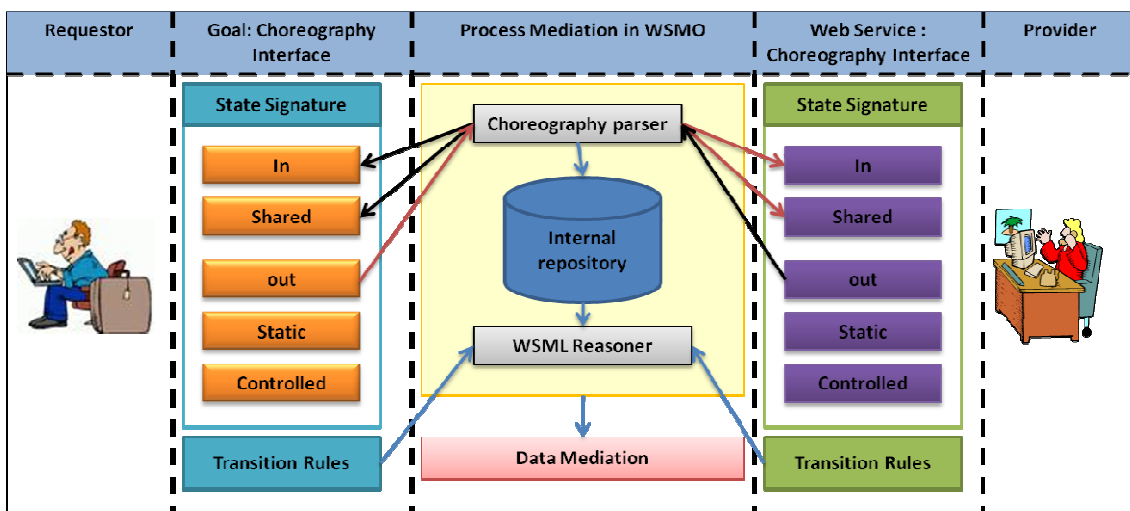 Requestor
Goal: Choreography
Interface
Process Mediation in WSMO
Web Service :
Choreography Interface
Provider
State Signature
In
Shared
out
Static
Controlled
Transition Rules
Choreography parser
Internal
repository
WSML Reasoner
Data Mediation
State Signature
In
Shared
out
Static
Controlled
Transition Rules